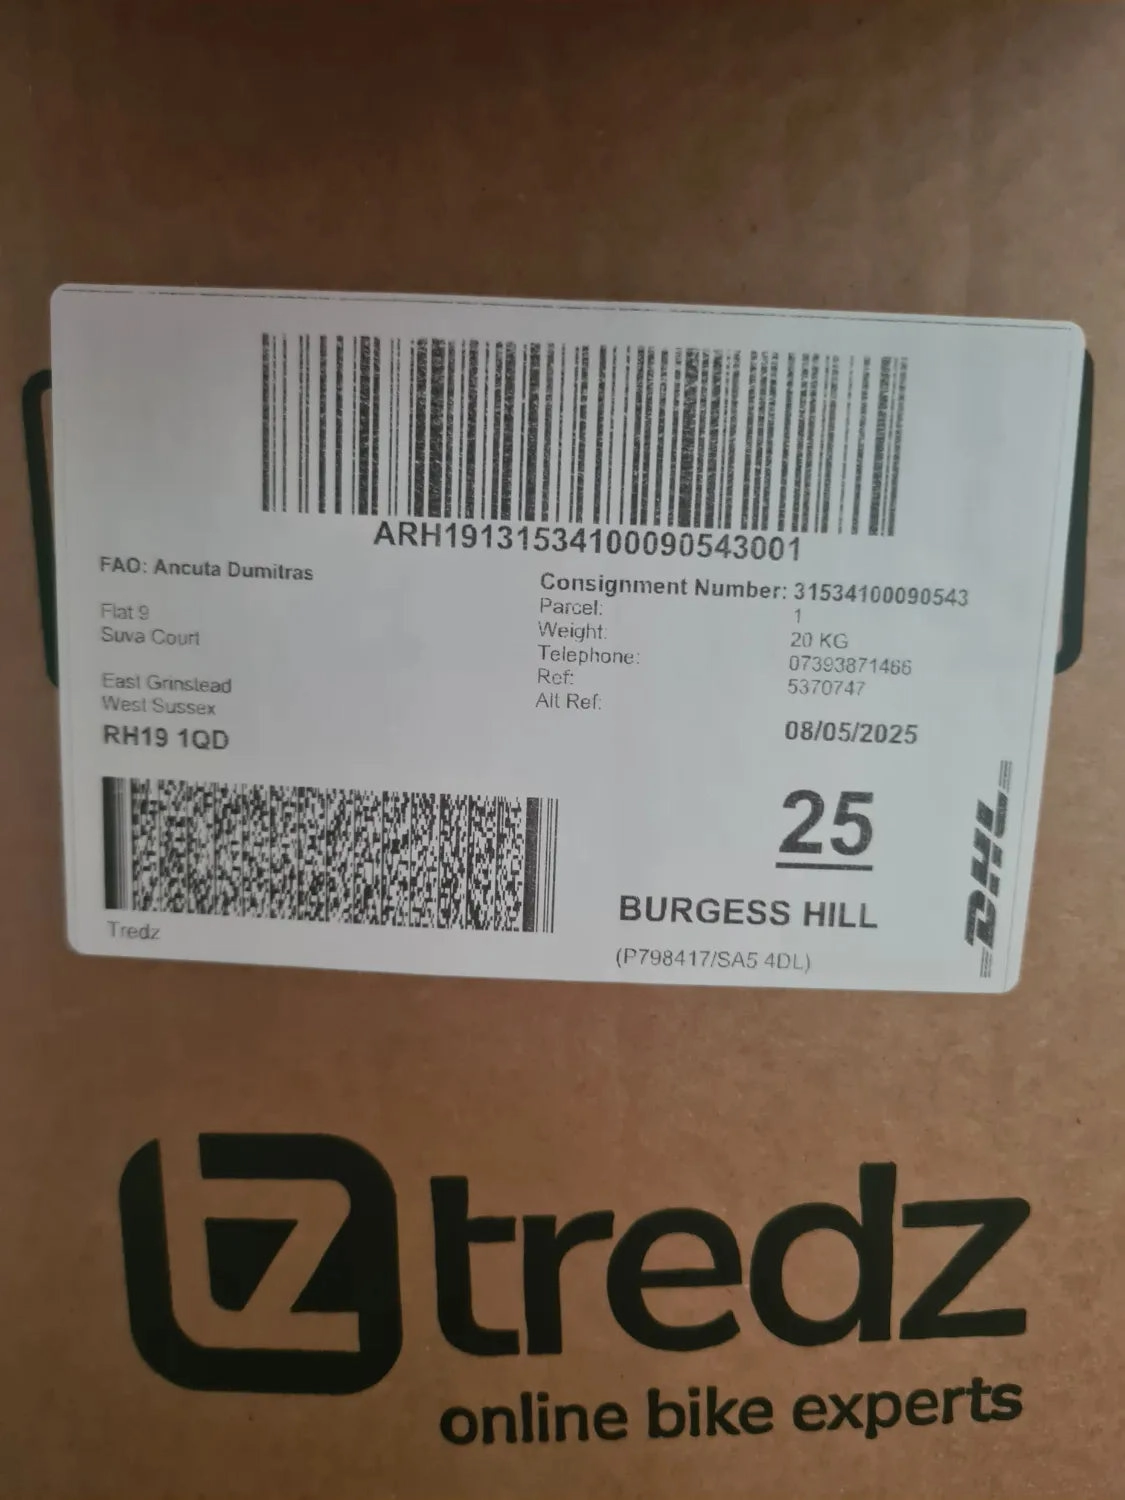 ARH19131534100090543001
FAO: Ancuta Dumitras
Flat 9
Suva Court
East Grinstead
West Sussex
RH19 1QD
Consignment Number: 31534100090543
Parcel: 1
Weight: 20 KG
Telephone: 07393871466
Ref: 5370747
Alt Ref:
08/05/2025
25
BURGESS HILL
(P798417/SA5 4DL)
Tredz
DHL
tredz
online bike experts